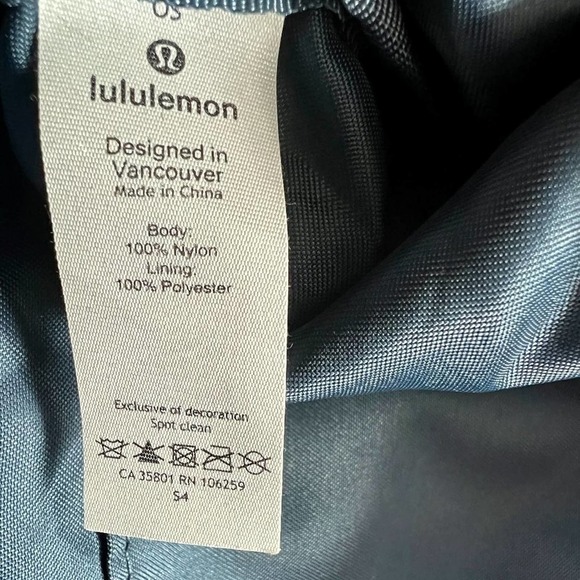 OS
lululemon
Designed in
Vancouver
Made in China
Body:
100% Nylon
Lining:
100% Polyester
Exclusive of decoration
Spot clean
CA 35801 RN 106259
S4